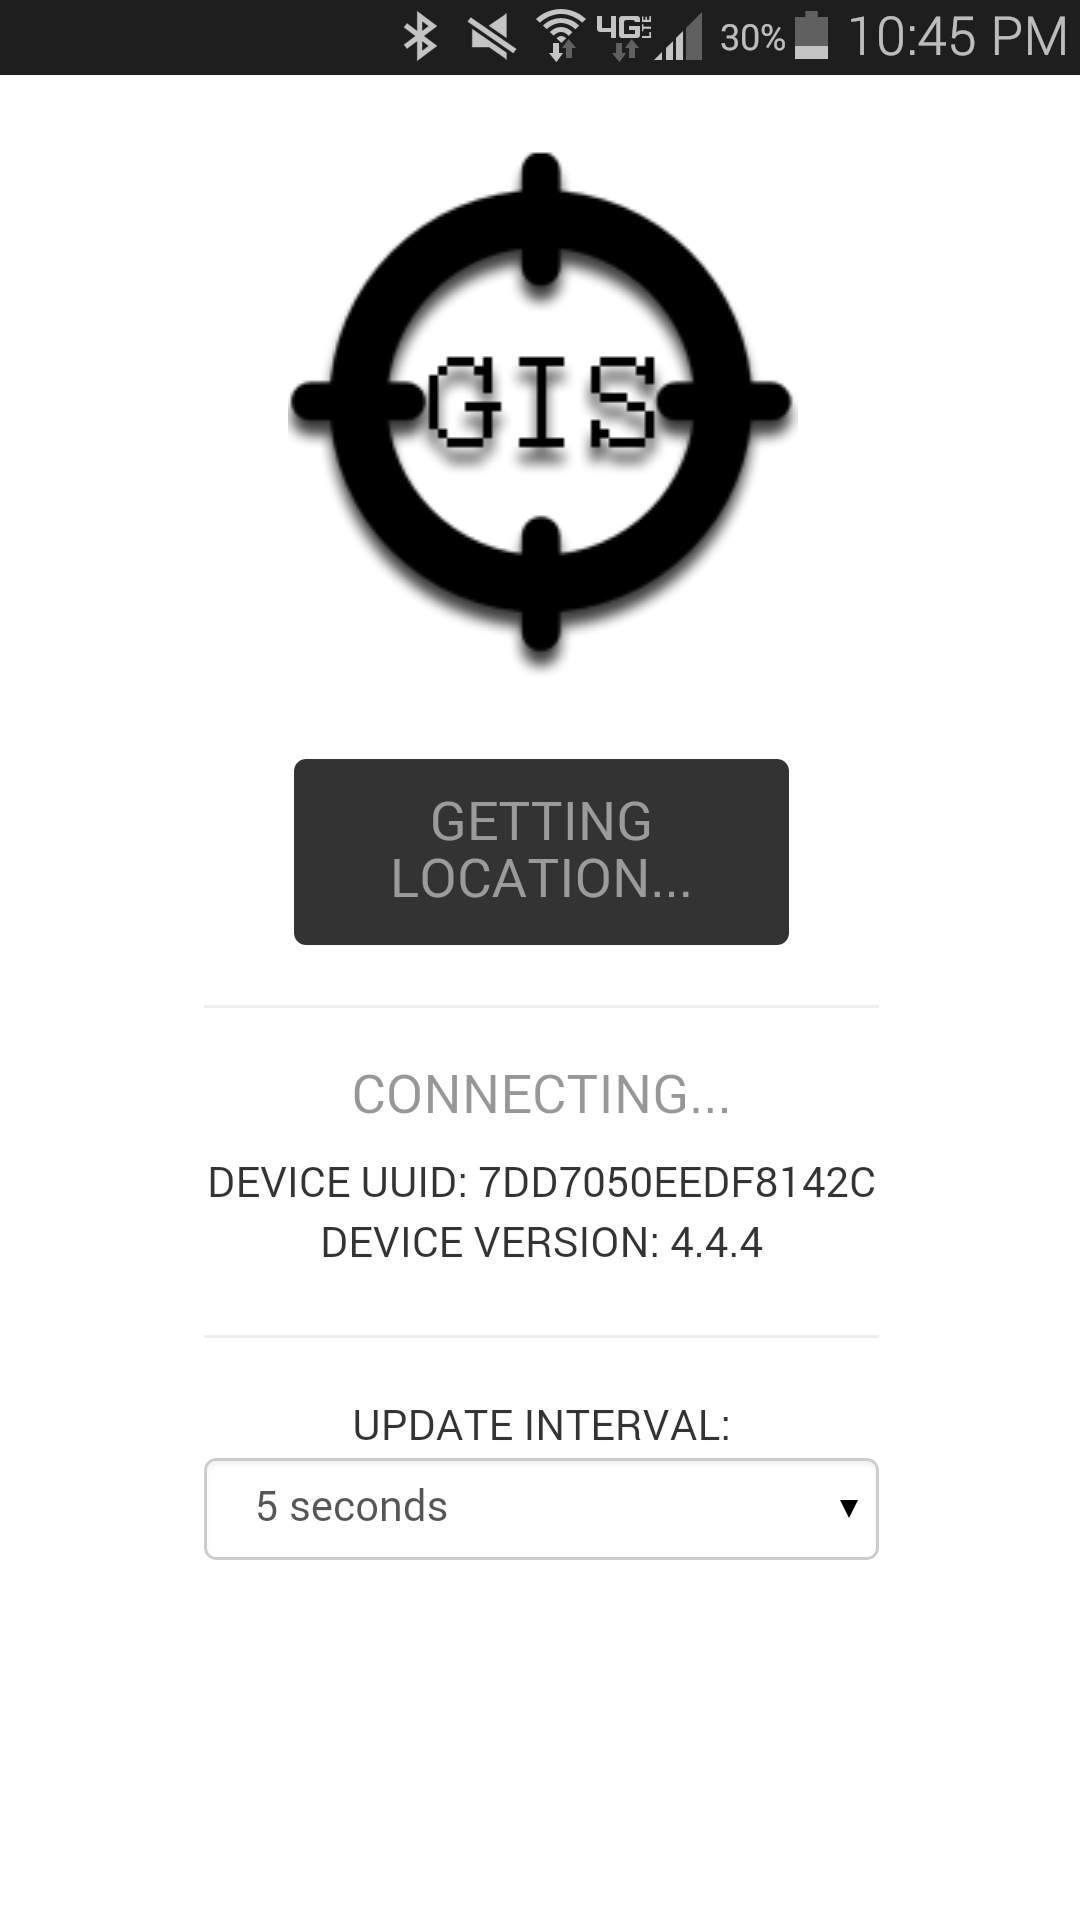 4G LTE 30% 10:45 PM
GIS
GETTING
LOCATION...
CONNECTING...
DEVICE UUID: 7DD7050EEDF8142C
DEVICE VERSION: 4.4.4
UPDATE INTERVAL:
5 seconds